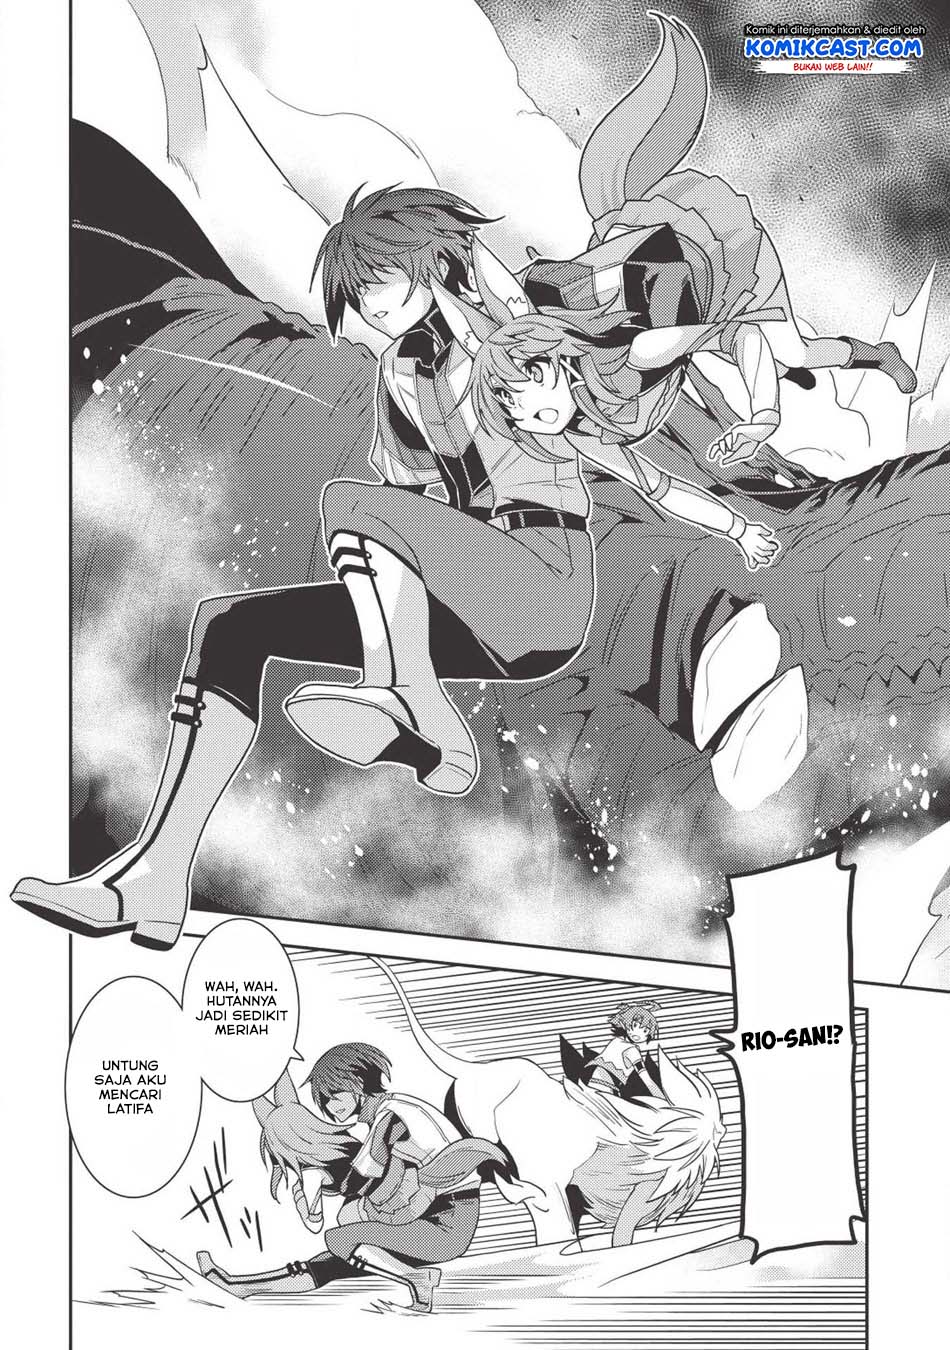 Komik ini diterjemahkan & diedit oleh
KOMIKCAST.COM
BUKAN WEB LAIN!!
RIO-SAN!?
WAH, WAH.
HUTANNYA
JADI SEDIKIT
MERIAH
UNTUNG
SAJA AKU
MENCARI
LATIFA